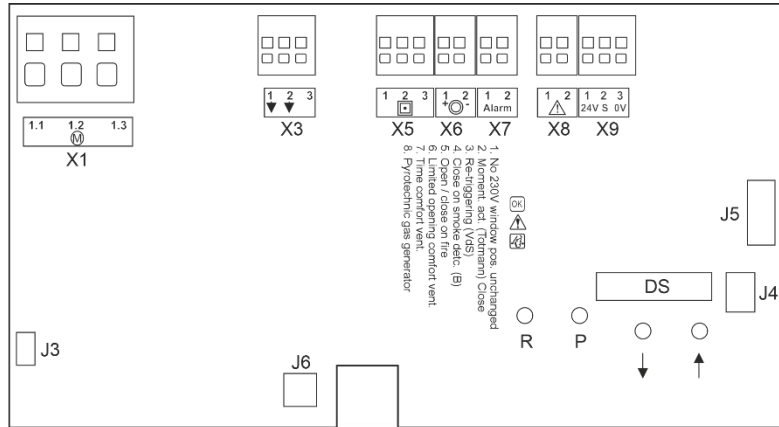 1 2 3
1 2 3
1 2
+ -
1 2
Alarm
1 2
1 2 3
24V S 0V
1.1 1.2 1.3
M
X1
X3
X5
X6
X7
X8
X9
1. No 230V window pos. unchanged
2. Moment. act. (Totmann) Close
3. Re-triggering (VdS)
4. Close on smoke detc. (B)
5. Open / close on fire
6. Limited opening comfort vent.
7. Time comfort vent.
8. Pyrotechnic gas generator
OK
J5
DS
J4
R
P
J3
J6